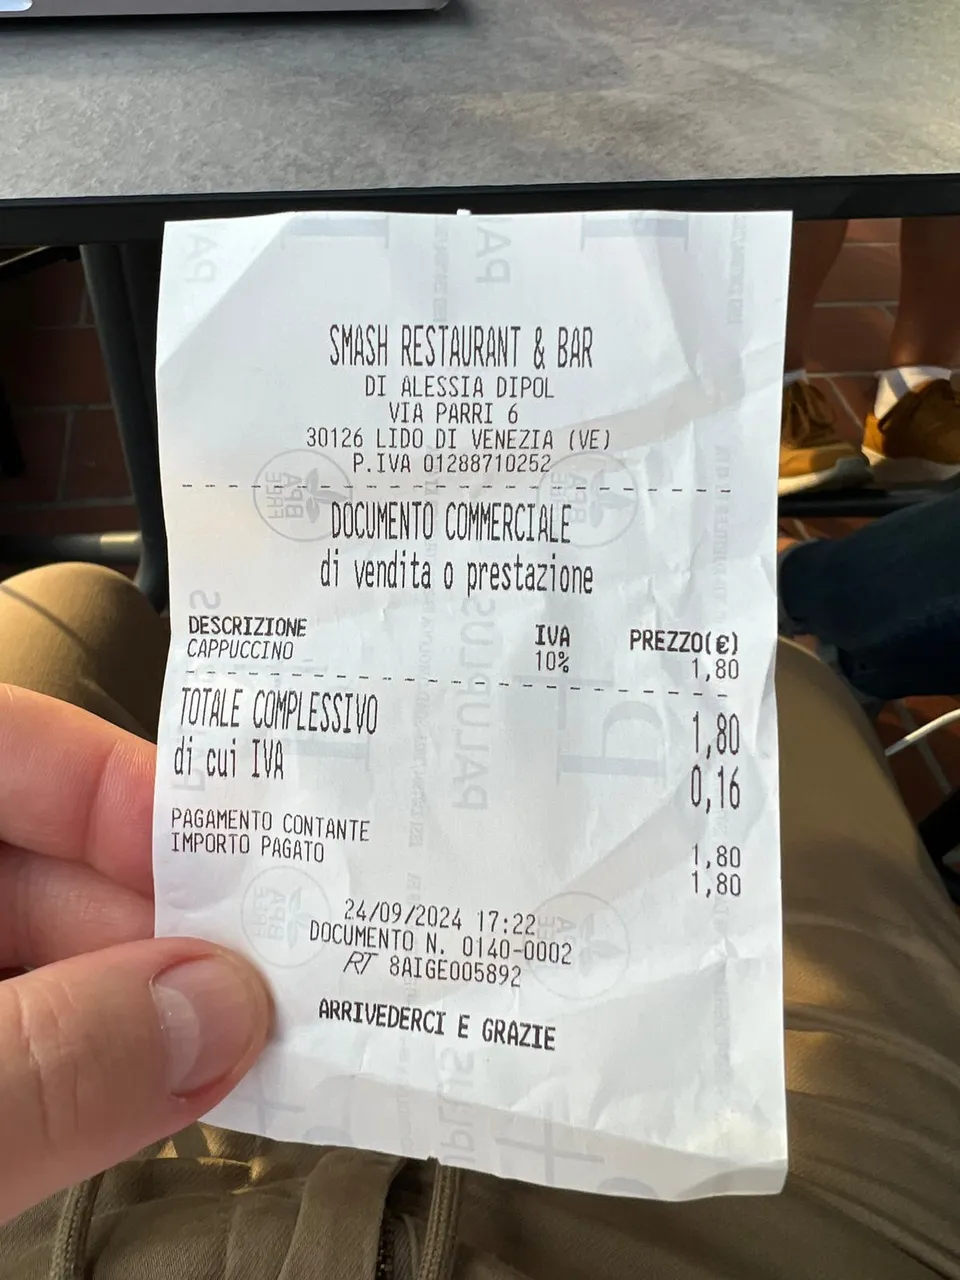 SMASH RESTAURANT & BAR
DI ALESSIA DIPOL
VIA PARRI 6
30126 LIDO DI VENEZIA (VE)
P.IVA 01288710252
DOCUMENTO COMMERCIALE
di vendita o prestazione
DESCRIZIONE IVA PREZZO(€)
CAPPUCCINO 10% 1,80
TOTALE COMPLESSIVO 1,80
di cui IVA 0,16
PAGAMENTO CONTANTE 1,80
IMPORTO PAGATO 1,80
24/09/2024 17:22
DOCUMENTO N. 0140-0002
RT 8AIGE005892
ARRIVEDERCI E GRAZIE